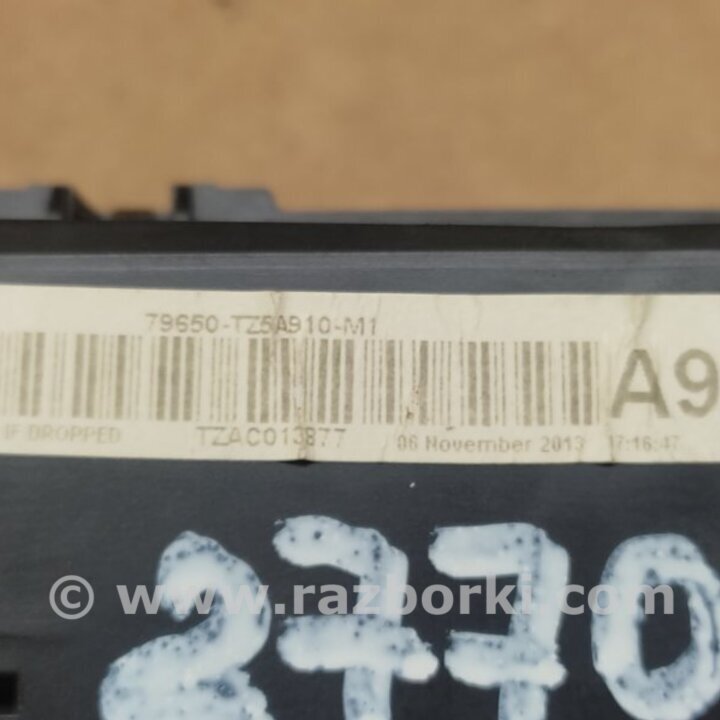 79650-TZ5A910-M1
A9
IF DROPPED TZAC013877 06 November 2013 17:16:47
© www.razborki.com
2770